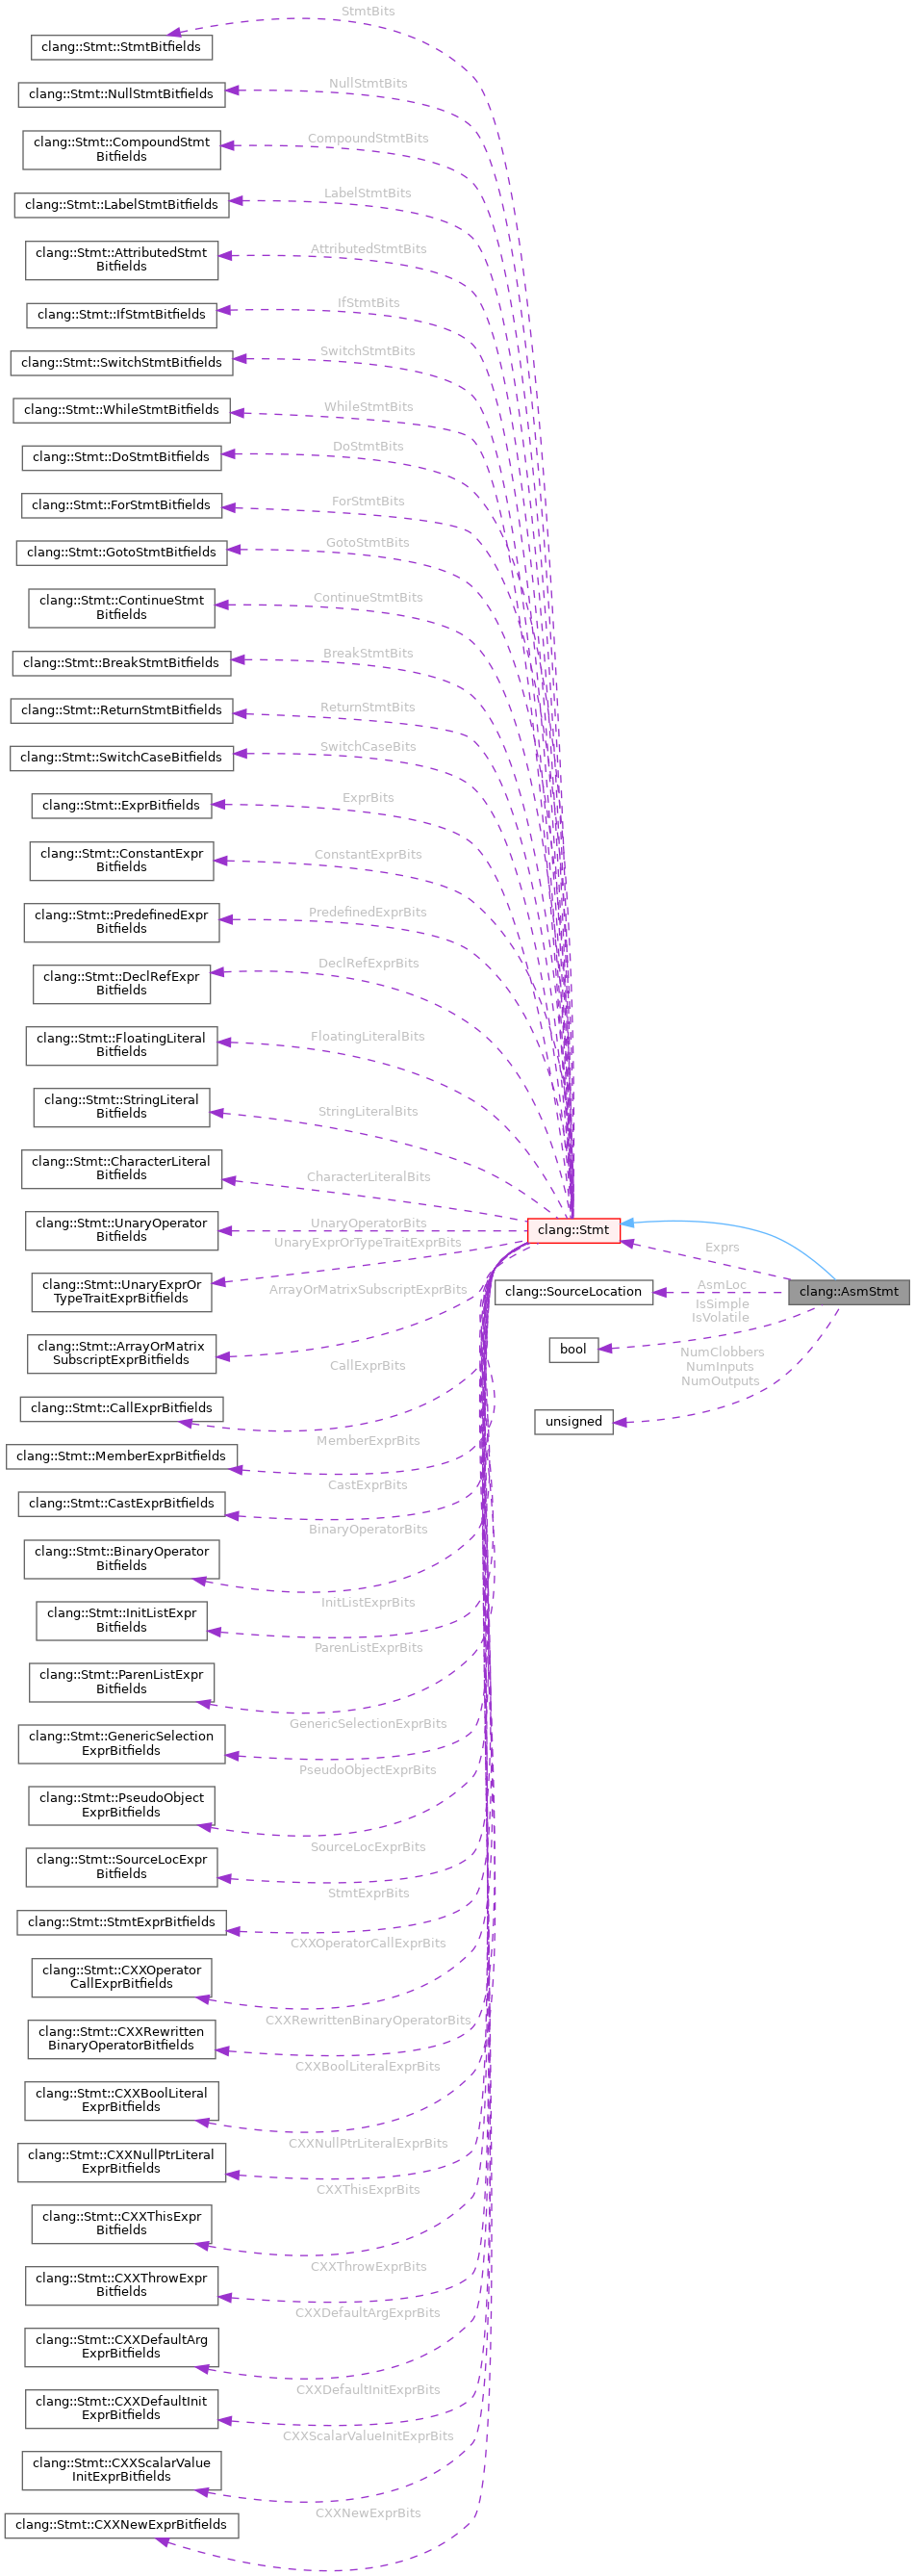 StmtBits
clang::Stmt::StmtBitfields
NullStmtBits
clang::Stmt::NullStmtBitfields
CompoundStmtBits
clang::Stmt::CompoundStmt
Bitfields
LabelStmtBits
clang::Stmt::LabelStmtBitfields
AttributedStmtBits
clang::Stmt::AttributedStmt
Bitfields
IfStmtBits
clang::Stmt::IfStmtBitfields
SwitchStmtBits
clang::Stmt::SwitchStmtBitfields
WhileStmtBits
clang::Stmt::WhileStmtBitfields
DoStmtBits
clang::Stmt::DoStmtBitfields
ForStmtBits
clang::Stmt::ForStmtBitfields
GotoStmtBits
clang::Stmt::GotoStmtBitfields
ContinueStmtBits
clang::Stmt::ContinueStmt
Bitfields
BreakStmtBits
clang::Stmt::BreakStmtBitfields
ReturnStmtBits
clang::Stmt::ReturnStmtBitfields
SwitchCaseBits
clang::Stmt::SwitchCaseBitfields
ExprBits
clang::Stmt::ExprBitfields
ConstantExprBits
clang::Stmt::ConstantExpr
Bitfields
PredefinedExprBits
clang::Stmt::PredefinedExpr
Bitfields
DeclRefExprBits
clang::Stmt::DeclRefExpr
Bitfields
FloatingLiteralBits
clang::Stmt::FloatingLiteral
Bitfields
StringLiteralBits
clang::Stmt::StringLiteral
Bitfields
CharacterLiteralBits
clang::Stmt::CharacterLiteral
Bitfields
UnaryOperatorBits
clang::Stmt::UnaryOperator
Bitfields
clang::Stmt
UnaryExprOrTypeTraitExprBits
Exprs
clang::Stmt::UnaryExprOr
TypeTraitExprBitfields
ArrayOrMatrixSubscriptExprBits
clang::SourceLocation
AsmLoc
clang::AsmStmt
IsSimple
IsVolatile
clang::Stmt::ArrayOrMatrix
SubscriptExprBitfields
bool
CallExprBits
NumClobbers
NumInputs
NumOutputs
clang::Stmt::CallExprBitfields
unsigned
MemberExprBits
clang::Stmt::MemberExprBitfields
CastExprBits
clang::Stmt::CastExprBitfields
BinaryOperatorBits
clang::Stmt::BinaryOperator
Bitfields
InitListExprBits
clang::Stmt::InitListExpr
Bitfields
ParenListExprBits
clang::Stmt::ParenListExpr
Bitfields
GenericSelectionExprBits
clang::Stmt::GenericSelection
ExprBitfields
PseudoObjectExprBits
clang::Stmt::PseudoObject
ExprBitfields
SourceLocExprBits
clang::Stmt::SourceLocExpr
Bitfields
StmtExprBits
clang::Stmt::StmtExprBitfields
CXXOperatorCallExprBits
clang::Stmt::CXXOperator
CallExprBitfields
CXXRewrittenBinaryOperatorBits
clang::Stmt::CXXRewritten
BinaryOperatorBitfields
CXXBoolLiteralExprBits
clang::Stmt::CXXBoolLiteral
ExprBitfields
CXXNullPtrLiteralExprBits
clang::Stmt::CXXNullPtrLiteral
ExprBitfields
CXXThisExprBits
clang::Stmt::CXXThisExpr
Bitfields
CXXThrowExprBits
clang::Stmt::CXXThrowExpr
Bitfields
CXXDefaultArgExprBits
clang::Stmt::CXXDefaultArg
ExprBitfields
CXXDefaultInitExprBits
clang::Stmt::CXXDefaultInit
ExprBitfields
CXXScalarValueInitExprBits
clang::Stmt::CXXScalarValue
InitExprBitfields
CXXNewExprBits
clang::Stmt::CXXNewExprBitfields